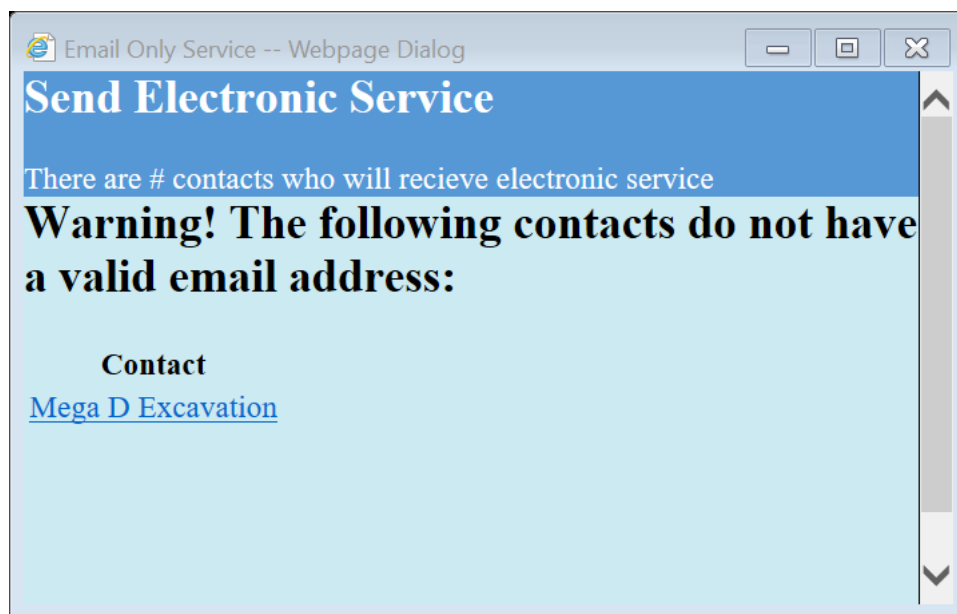 Email Only Service -- Webpage Dialog
Send Electronic Service
There are # contacts who will recieve electronic service
Warning! The following contacts do not have
a valid email address:
Contact
Mega D Excavation